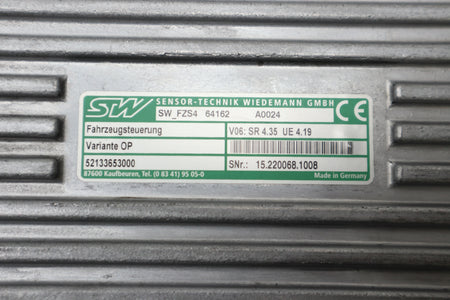 STW
SENSOR-TECHNIK WIEDEMANN GMBH
SW_FZS4 64162 A0024
CE
Fahrzeugsteuerung
V06: SR 4.35 UE 4.19
Variante OP
52133653000
SNr.: 15.220068.1008
87600 Kaufbeuren, Tel. (0 83 41) 95 05-0
Made in Germany